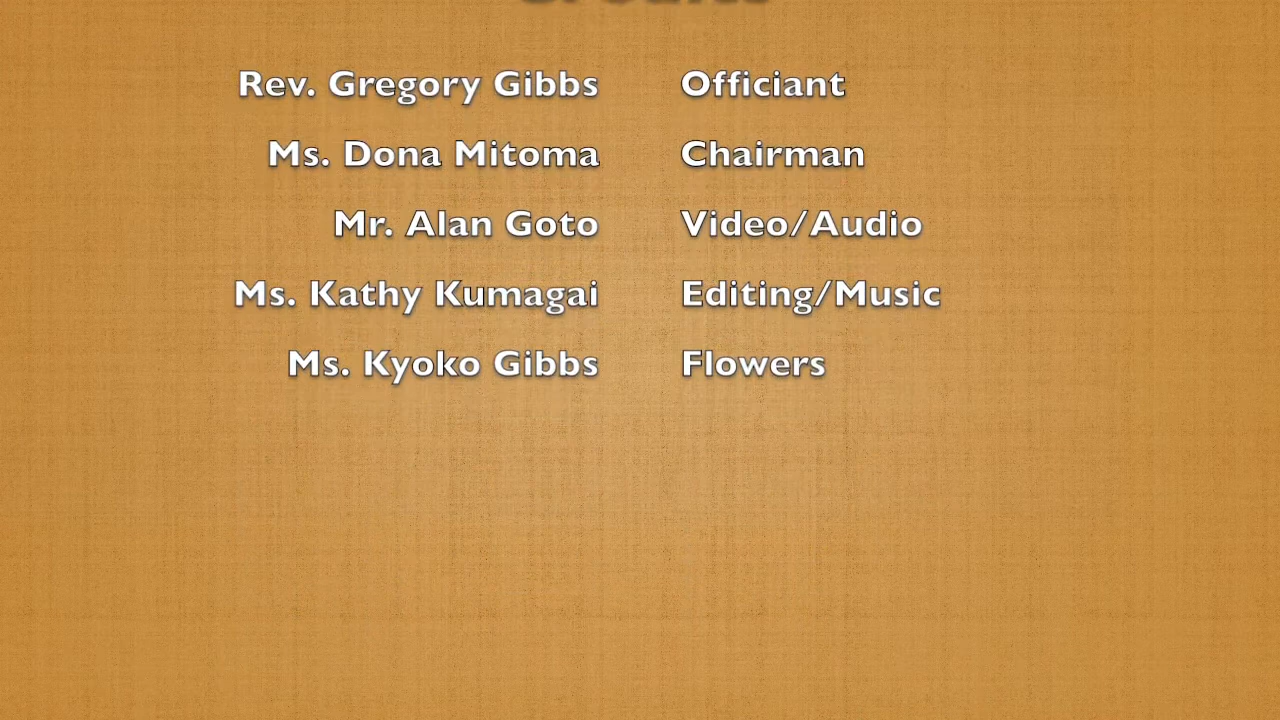 Rev. Gregory Gibbs Officiant
Ms. Dona Mitoma Chairman
Mr. Alan Goto Video/Audio
Ms. Kathy Kumagai Editing/Music
Ms. Kyoko Gibbs Flowers